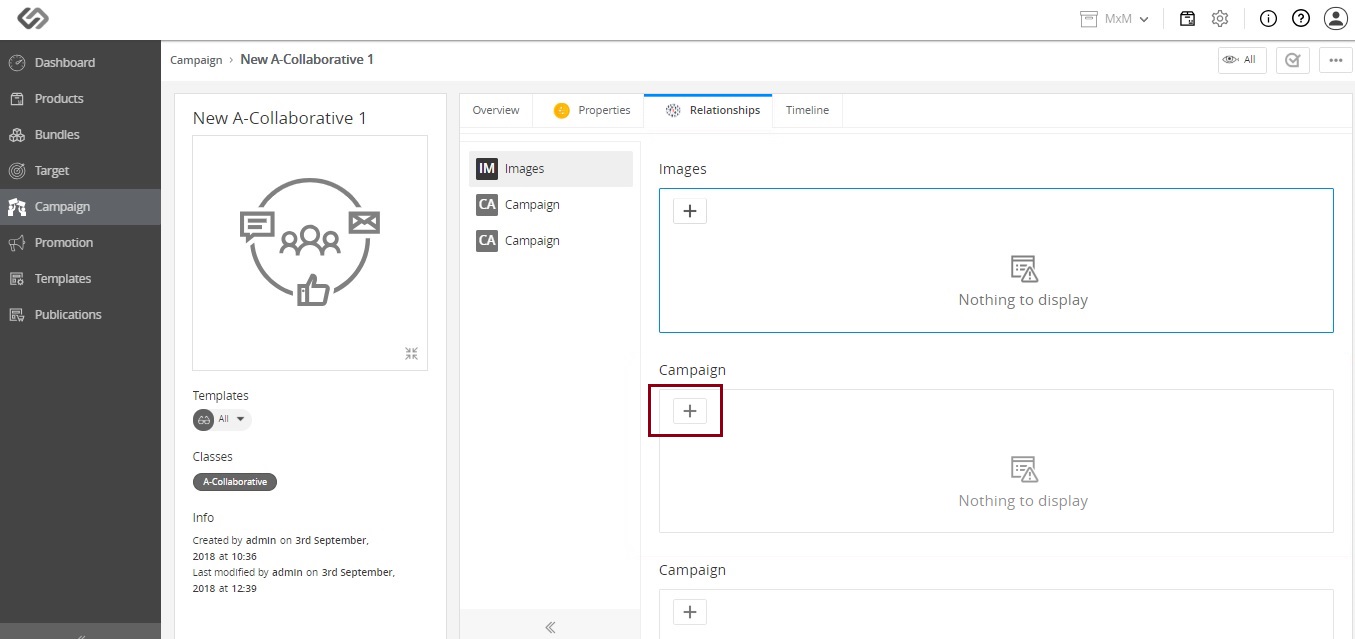 MxM
Dashboard
Products
Bundles
Target
Campaign
Promotion
Templates
Publications
Campaign › New A-Collaborative 1
All
New A-Collaborative 1
Templates
All
Classes
A-Collaborative
Info
Created by admin on 3rd September,
2018 at 10:36
Last modified by admin on 3rd September,
2018 at 12:39
Overview
Properties
Relationships
Timeline
IM Images
CA Campaign
CA Campaign
Images
Nothing to display
Campaign
Nothing to display
Campaign